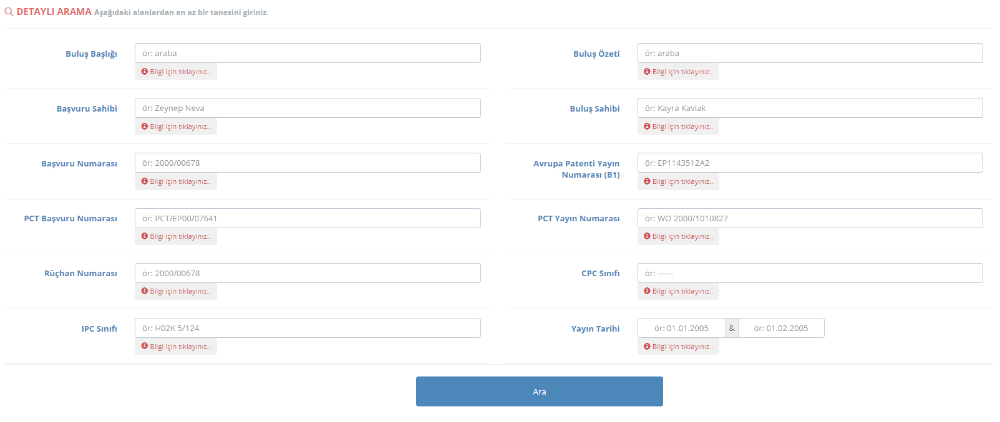 DETAYLI ARAMA Aşağıdaki alanlardan en az bir tanesini giriniz.
Buluş Başlığı
ör: araba
Bilgi için tıklayınız..
Buluş Özeti
ör: araba
Bilgi için tıklayınız..
Başvuru Sahibi
ör: Zeynep Neva
Bilgi için tıklayınız..
Buluş Sahibi
ör: Kayra Kavlak
Bilgi için tıklayınız..
Başvuru Numarası
ör: 2000/00678
Bilgi için tıklayınız..
Avrupa Patenti Yayın
Numarası (B1)
ör: EP1143512A2
Bilgi için tıklayınız..
PCT Başvuru Numarası
ör: PCT/EP00/07641
Bilgi için tıklayınız..
PCT Yayın Numarası
ör: WO 2000/1010827
Bilgi için tıklayınız..
Rüçhan Numarası
ör: 2000/00678
Bilgi için tıklayınız..
CPC Sınıfı
ör: ------
Bilgi için tıklayınız..
IPC Sınıfı
ör: H02K 5/124
Bilgi için tıklayınız..
Yayın Tarihi
ör: 01.01.2005 & ör: 01.02.2005
Bilgi için tıklayınız..
Ara